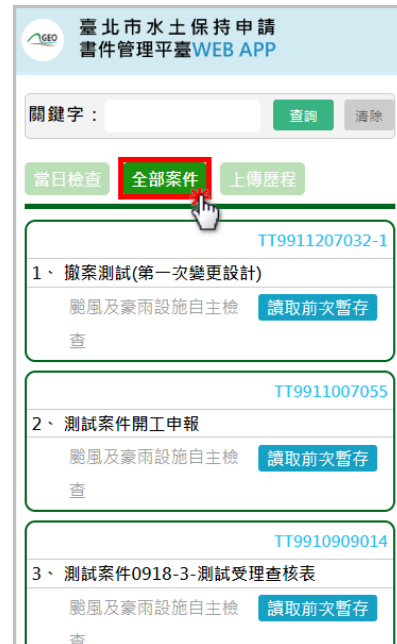 GEO
臺北市水土保持申請
書件管理平臺WEB APP
關鍵字：
查詢
清除
當日檢查
全部案件
上傳歷程
TT9911207032-1
1、 撤案測試(第一次變更設計)
颱風及豪雨設施自主檢
查
讀取前次暫存
TT9911007055
2、 測試案件開工申報
颱風及豪雨設施自主檢
查
讀取前次暫存
TT9910909014
3、 測試案件0918-3-測試受理查核表
颱風及豪雨設施自主檢
查
讀取前次暫存